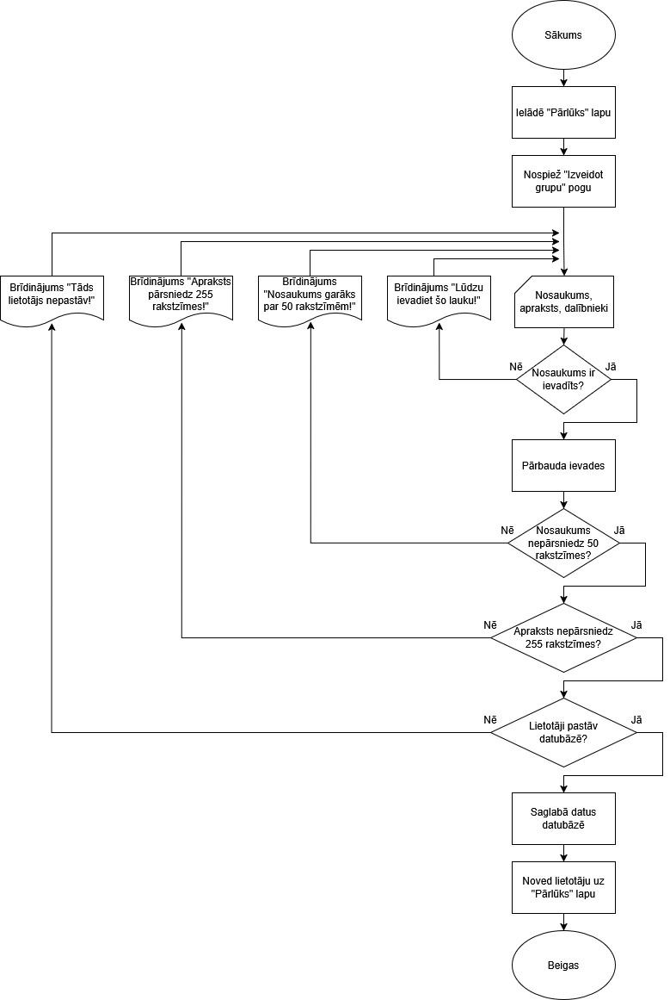 Sākums
Ielādē "Pārlūks" lapu
Nospiež "Izveidot
grupu" pogu
Brīdinājums "Tāds
lietotājs nepastāv!"
Brīdinājums "Apraksts
pārsniedz 255
rakstzīmes!"
Brīdinājums
"Nosaukums garāks
par 50 rakstzīmēm!"
Brīdinājums "Lūdzu
ievadiet šo lauku!"
Nosaukums,
apraksts, dalībnieki
Nē
Jā
Nosaukums ir
ievadīts?
Pārbauda ievades
Nē
Jā
Nosaukums
nepārsniedz 50
rakstzīmes?
Nē
Jā
Apraksts nepārsniedz
255 rakstzīmes?
Nē
Jā
Lietotāji pastāv
datubāzē?
Saglabā datus
datubāzē
Noved lietotāju uz
"Pārlūks" lapu
Beigas